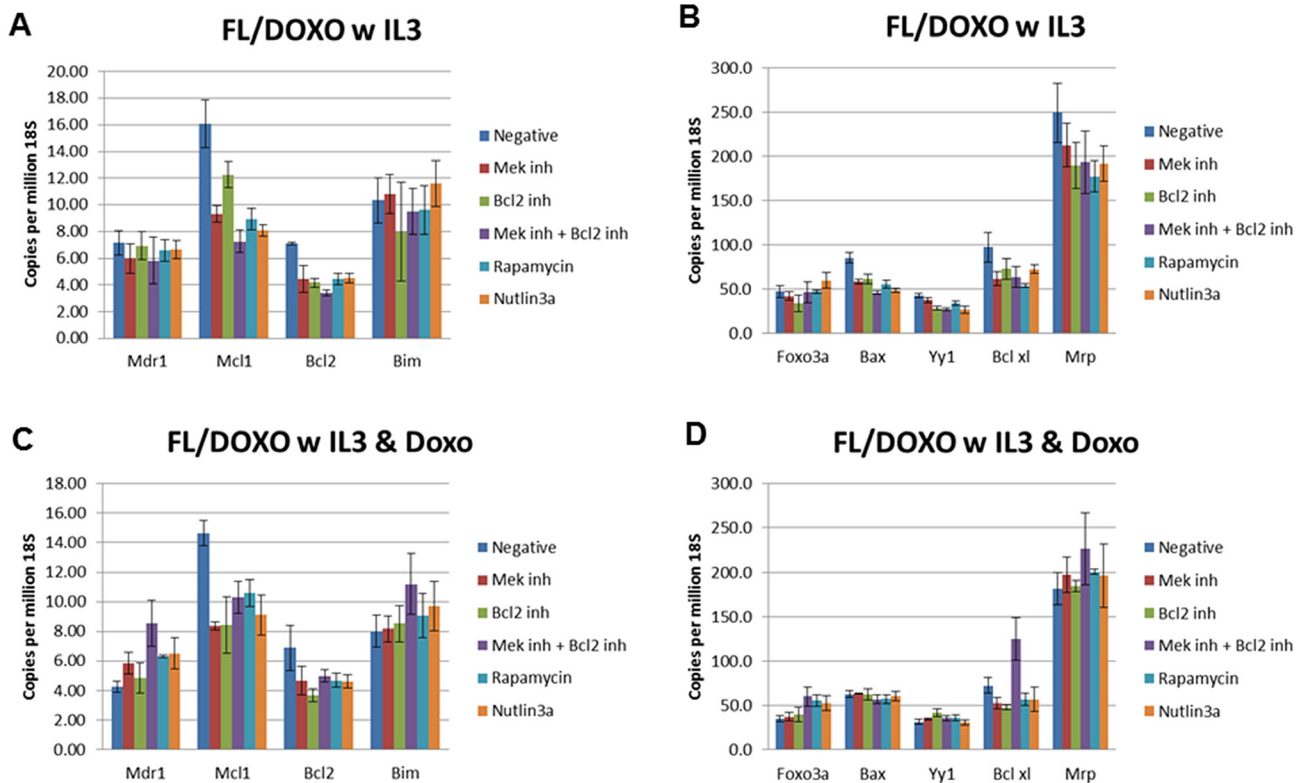 A
FL/DOXO w IL3
Copies per million 18S
20.00
18.00
16.00
14.00
12.00
10.00
8.00
6.00
4.00
2.00
0.00
Mdr1 Mcl1 Bcl2 Bim
Negative
Mek inh
Bcl2 inh
Mek inh + Bcl2 inh
Rapamycin
Nutlin3a
B
FL/DOXO w IL3
Copies per million 18S
300.0
250.0
200.0
150.0
100.0
50.0
0.0
Foxo3a Bax Yy1 Bcl xl Mrp
Negative
Mek inh
Bcl2 inh
Mek inh + Bcl2 inh
Rapamycin
Nutlin3a
C
FL/DOXO w IL3 & Doxo
Copies per million 18S
18.00
16.00
14.00
12.00
10.00
8.00
6.00
4.00
2.00
0.00
Mdr1 Mcl1 Bcl2 Bim
Negative
Mek inh
Bcl2 inh
Mek inh + Bcl2 inh
Rapamycin
Nutlin3a
D
FL/DOXO w IL3 & Doxo
Copies per million 18S
300.0
250.0
200.0
150.0
100.0
50.0
0.0
Foxo3a Bax Yy1 Bcl xl Mrp
Negative
Mek inh
Bcl2 inh
Mek inh + Bcl2 inh
Rapamycin
Nutlin3a